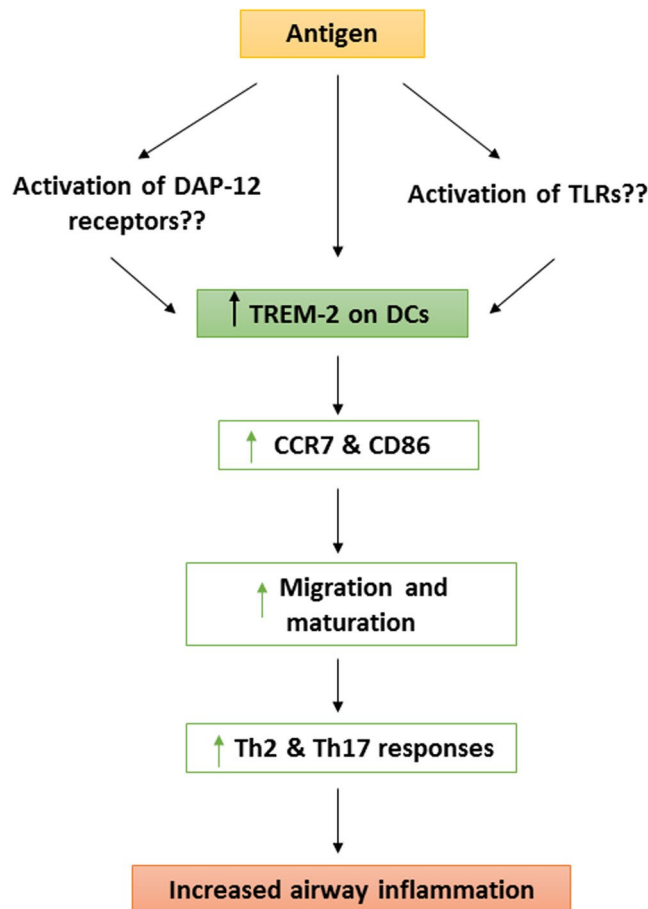 Antigen
Activation of DAP-12
receptors??
Activation of TLRs??
TREM-2 on DCs
CCR7 & CD86
Migration and
maturation
Th2 & Th17 responses
Increased airway inflammation